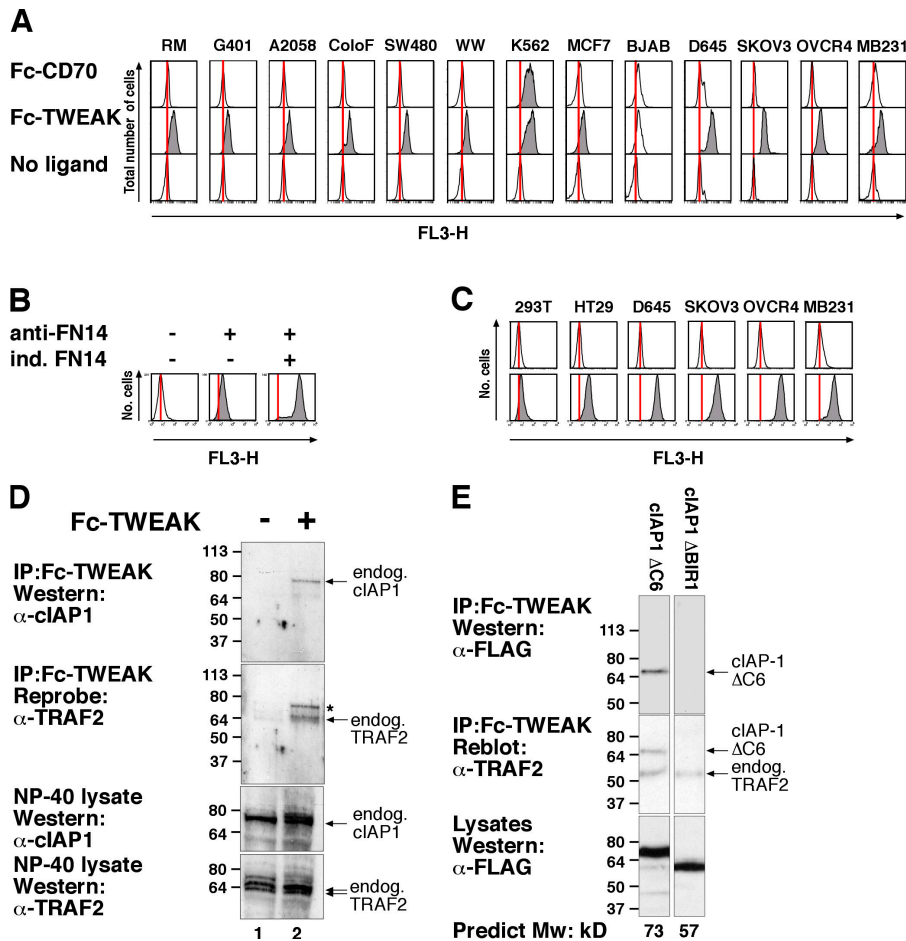 A
RM G401 A2058 ColoF SW480 WW K562 MCF7 BJAB D645 SKOV3 OVCR4 MB231
Fc-CD70
Fc-TWEAK
No ligand
Total number of cells
FL3-H
B
anti-FN14 - + +
ind. FN14 - - +
No. cells
FL3-H
C
293T HT29 D645 SKOV3 OVCR4 MB231
No. cells
FL3-H
D
Fc-TWEAK - +
IP:Fc-TWEAK
Western:
α-cIAP1
113
80
64
50
37
endog.
cIAP1
IP:Fc-TWEAK
Reprobe:
α-TRAF2
113
80
64
50
37
*
endog.
TRAF2
NP-40 lysate
Western:
α-cIAP1
80
64
endog.
cIAP1
NP-40 lysate
Western:
α-TRAF2
80
64
endog.
TRAF2
1 2
E
cIAP1 ΔC6
cIAP1 ΔBIR1
IP:Fc-TWEAK
Western:
α-FLAG
113
80
64
50
cIAP-1
ΔC6
IP:Fc-TWEAK
Reblot:
α-TRAF2
80
64
50
37
cIAP-1
ΔC6
endog.
TRAF2
Lysates
Western:
α-FLAG
80
64
50
37
Predict Mw: kD 73 57